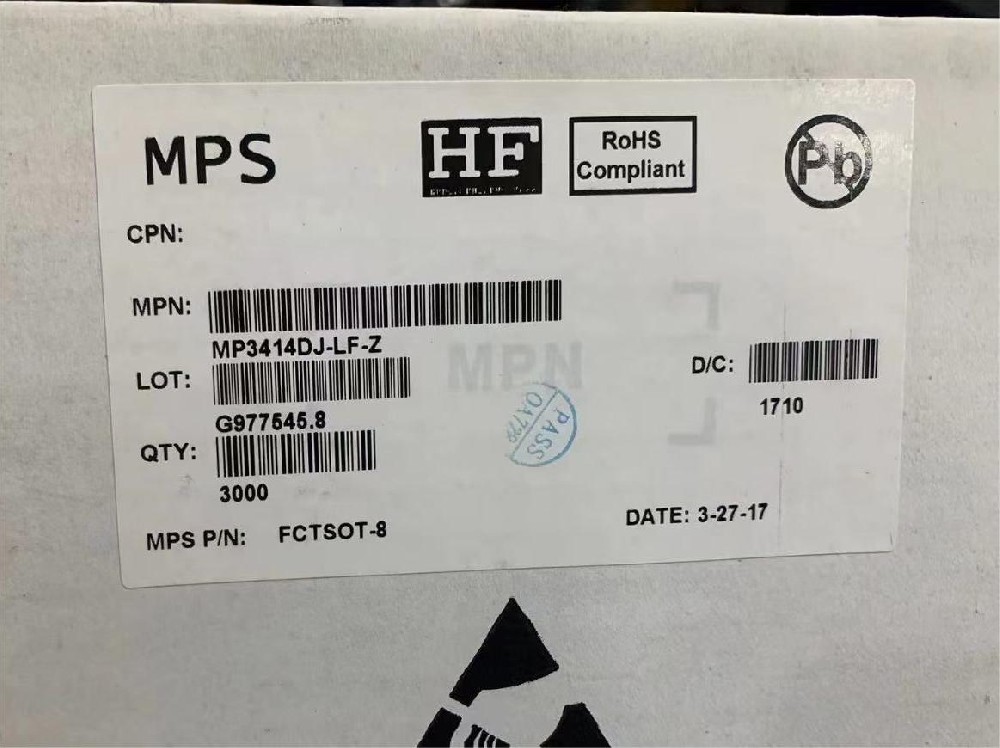 MPS
HF
RoHS
Compliant
Pb
CPN:
MPN:
MP3414DJ-LF-Z
MPN
LOT:
G977545.8
D/C:
1710
QTY:
3000
PASS
MPS P/N: FCTSOT-8
DATE: 3-27-17